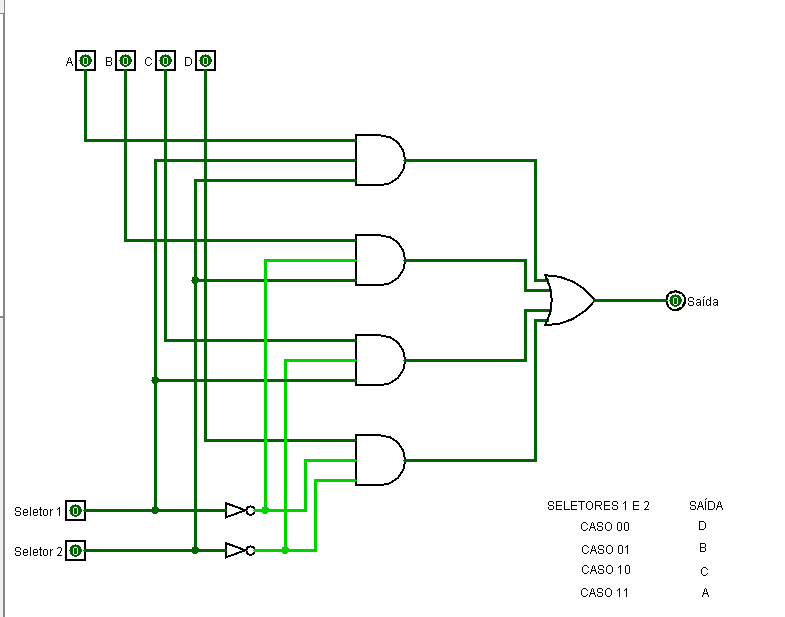 A 0 B 0 C 0 D 0
0 Saída
Seletor 1 0
Seletor 2 0
SELETORES 1 E 2 SAÍDA
CASO 00 D
CASO 01 B
CASO 10 C
CASO 11 A